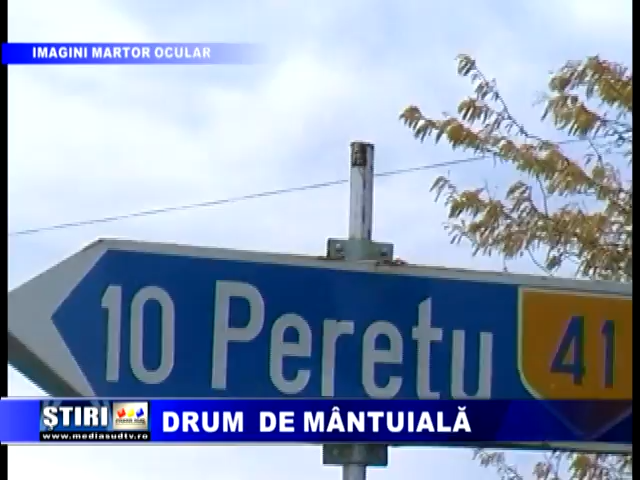 IMAGINI MARTOR OCULAR
10 Peretu
41
ȘTIRI
www.mediasudtv.ro
DRUM DE MÂNTUIALĂ